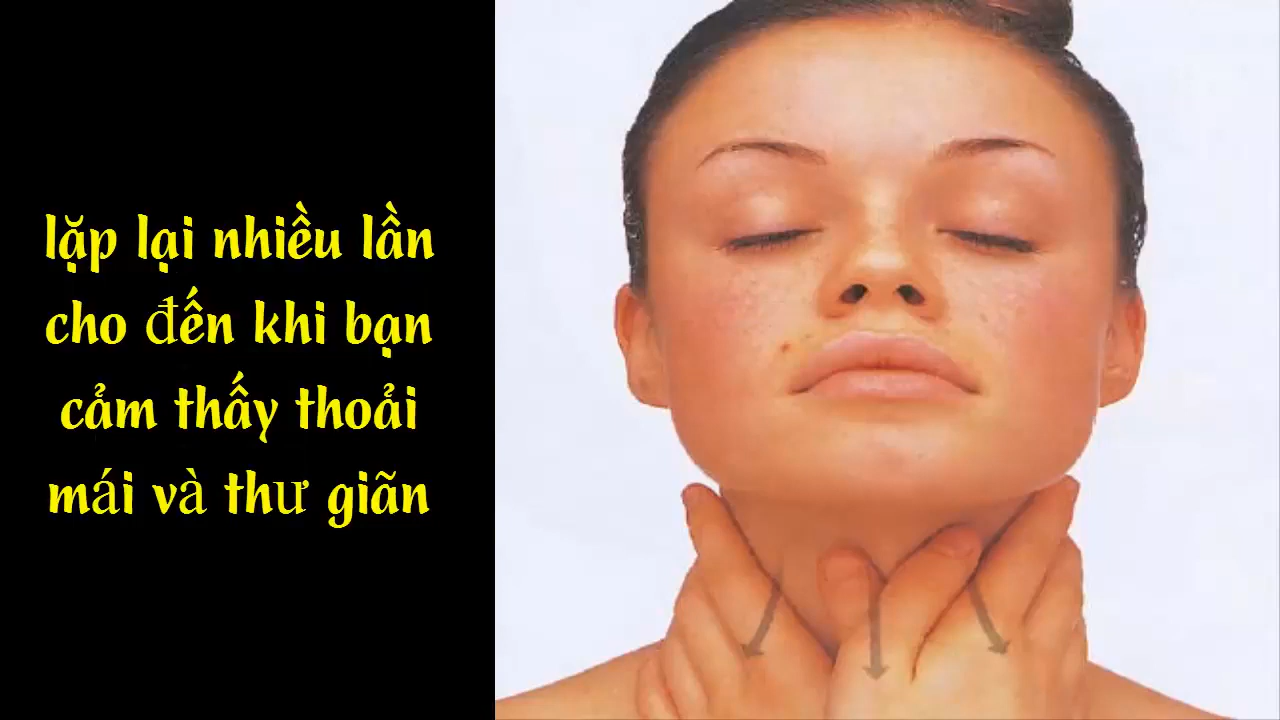 lặp lại nhiều lần
cho đến khi bạn
cảm thấy thoải
mái và thư giãn